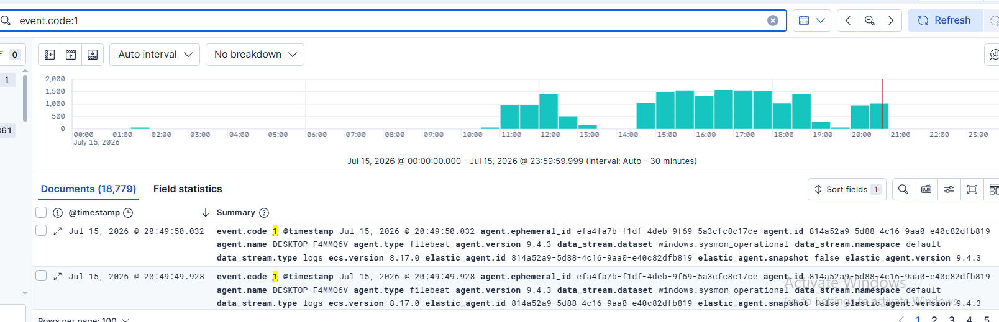 event.code:1
Refresh
0
Auto interval
No breakdown
1
2,000
1,500
1,000
500
0
361
00:00 01:00 02:00 03:00 04:00 05:00 06:00 07:00 08:00 09:00 10:00 11:00 12:00 13:00 14:00 15:00 16:00 17:00 18:00 19:00 20:00 21:00 22:00 23:00
July 15, 2026
Jul 15, 2026 @ 00:00:00.000 - Jul 15, 2026 @ 23:59:59.999 (interval: Auto - 30 minutes)
Documents (18,779) Field statistics
Sort fields 1
@timestamp Summary
Jul 15, 2026 @ 20:49:50.032 event.code 1 @timestamp Jul 15, 2026 @ 20:49:50.032 agent.ephemeral_id efa4fa7b-f1df-4deb-9f69-5a3cfc8c17ce agent.id 814a52a9-5d88-4c16-9aa0-e40c82dfb819
agent.name DESKTOP-F4MMQ6V agent.type filebeat agent.version 9.4.3 data_stream.dataset windows.sysmon_operational data_stream.namespace default
data_stream.type logs ecs.version 8.17.0 elastic_agent.id 814a52a9-5d88-4c16-9aa0-e40c82dfb819 elastic_agent.snapshot false elastic_agent.version 9.4.3
Jul 15, 2026 @ 20:49:49.928 event.code 1 @timestamp Jul 15, 2026 @ 20:49:49.928 agent.ephemeral_id efa4fa7b-f1df-4deb-9f69-5a3cfc8c17ce agent.id 814a52a9-5d88-4c16-9aa0-e40c82dfb819
Activate Windows
agent.name DESKTOP-F4MMQ6V agent.type filebeat agent.version 9.4.3 data_stream.dataset windows.sysmon_operational data_stream.namespace default
data_stream.type logs ecs.version 8.17.0 elastic_agent.id 814a52a9-5d88-4c16-9aa0-e40c82dfb819 elastic_agent.snapshot false elastic_agent.version 9.4.3
Go to Settings to activate Windows.
Rows per page: 100
1 2 3 4 5